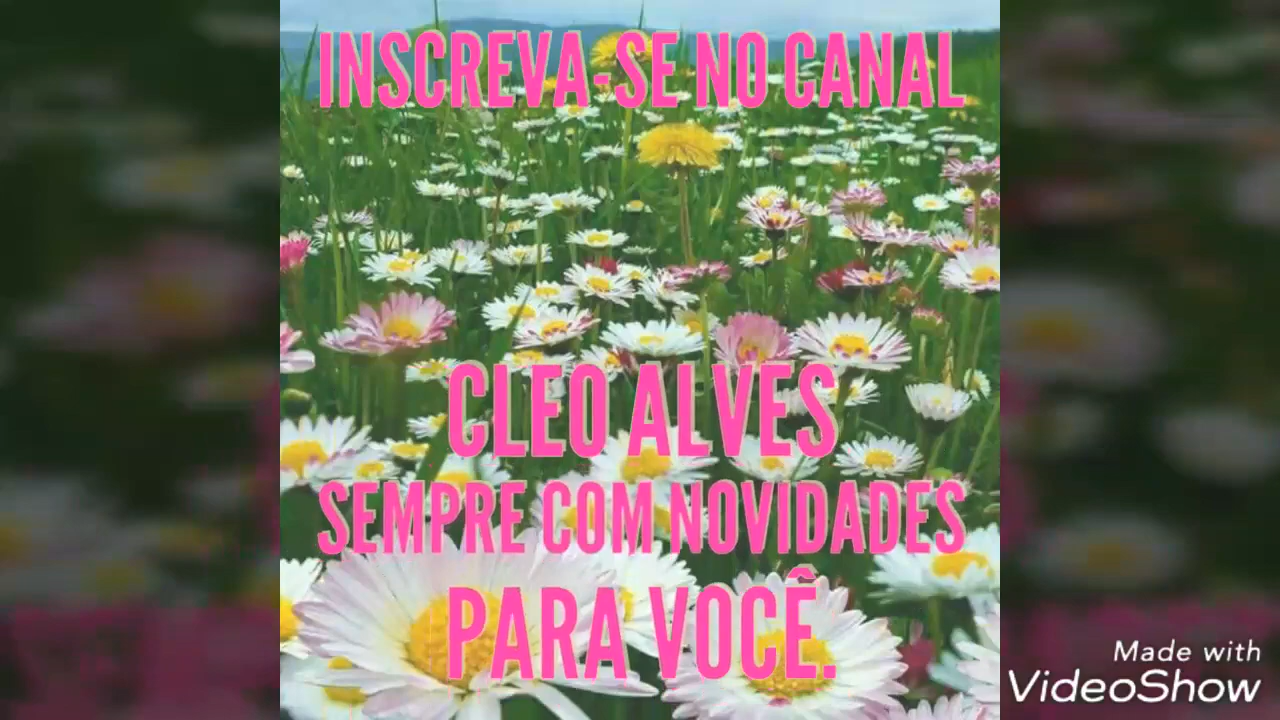 INSCREVA-SE NO CANAL
CLEO ALVES
SEMPRE COM NOVIDADES
PARA VOCÊ.
Made with
VideoShow